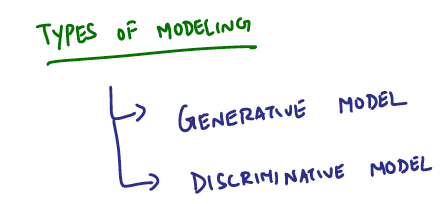 TYPES OF MODELING
GENERATIVE MODEL
DISCRIMINATIVE MODEL